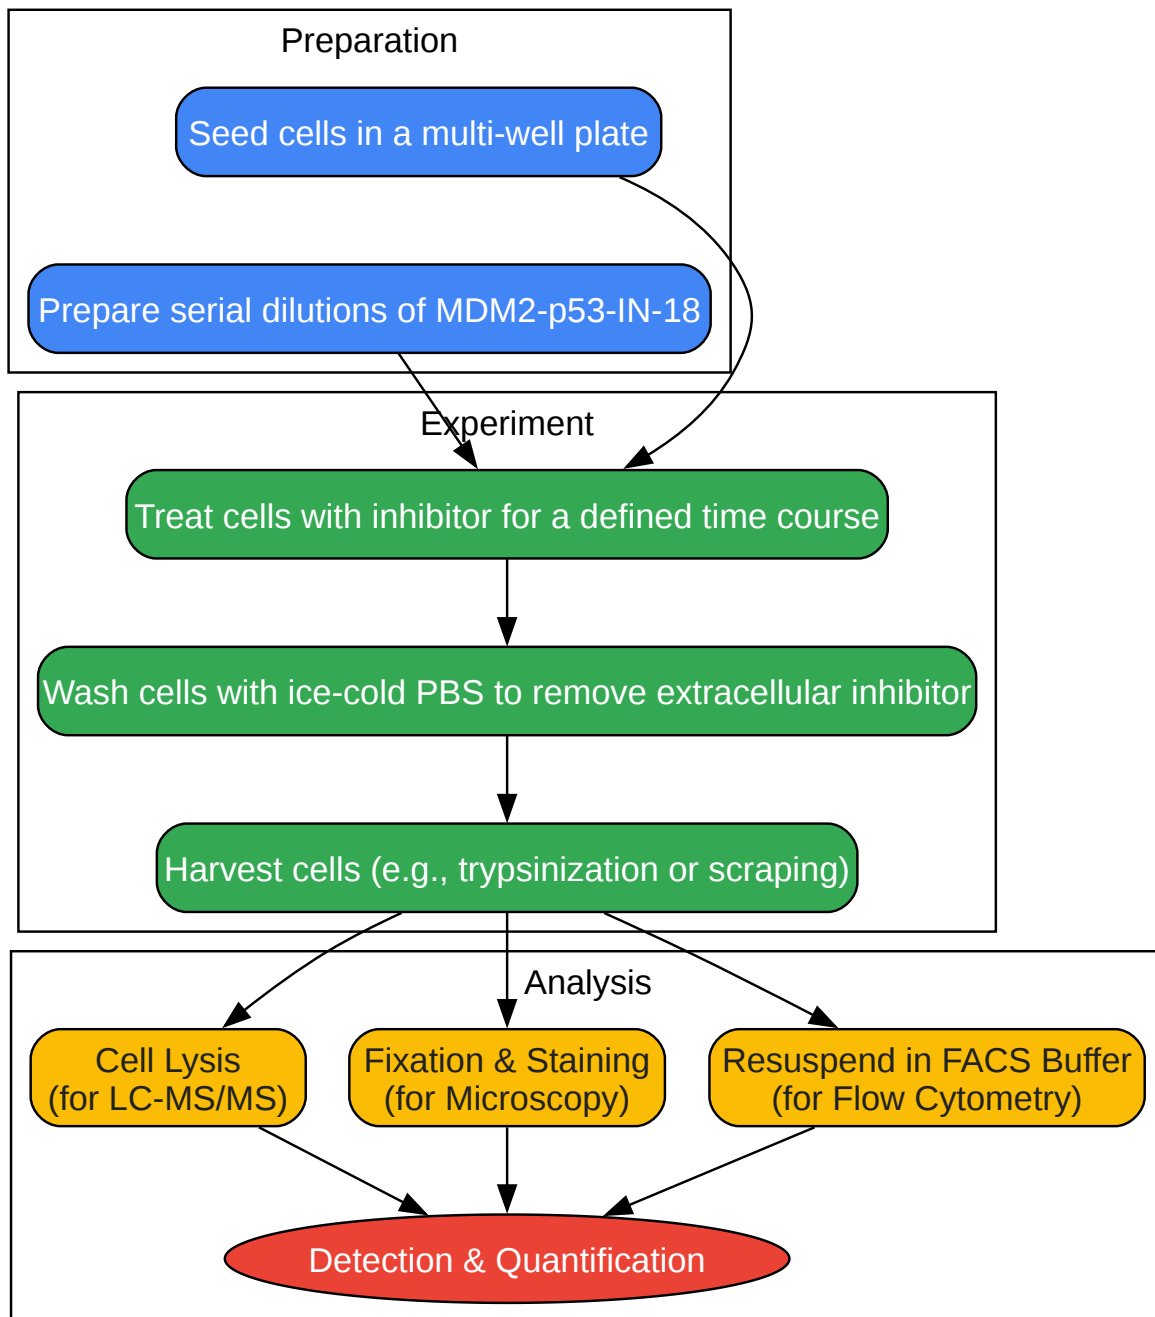 Preparation
Seed cells in a multi-well plate
Prepare serial dilutions of MDM2-p53-IN-18
Experiment
Treat cells with inhibitor for a defined time course
Wash cells with ice-cold PBS to remove extracellular inhibitor
Harvest cells (e.g., trypsinization or scraping)
Analysis
Cell Lysis
(for LC-MS/MS)
Fixation & Staining
(for Microscopy)
Resuspend in FACS Buffer
(for Flow Cytometry)
Detection & Quantification